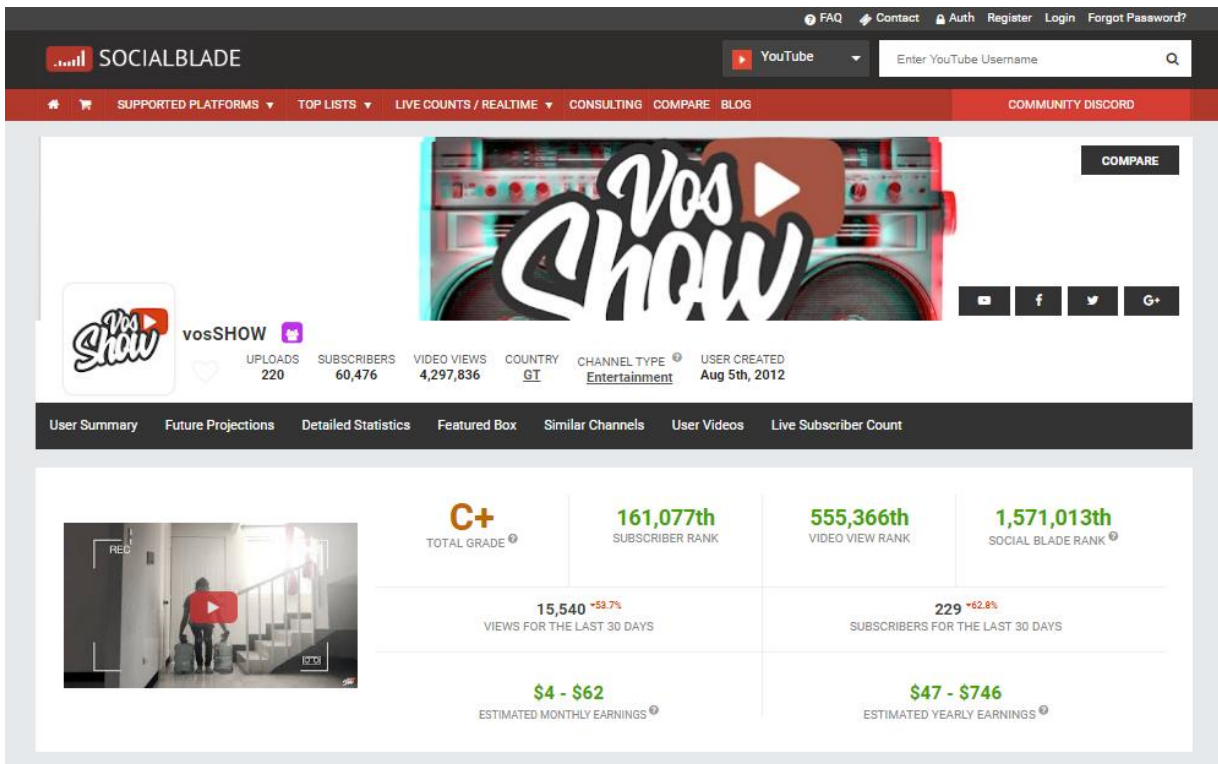 FAQ Contact Auth Register Login Forgot Password?
SOCIALBLADE
YouTube
Enter YouTube Username
SUPPORTED PLATFORMS TOP LISTS LIVE COUNTS / REALTIME CONSULTING COMPARE BLOG
COMMUNITY DISCORD
COMPARE
Vos
Show
Vos
Show
vosSHOW
UPLOADS SUBSCRIBERS VIDEO VIEWS COUNTRY CHANNEL TYPE USER CREATED
220 60,476 4,297,836 GT Entertainment Aug 5th, 2012
User Summary Future Projections Detailed Statistics Featured Box Similar Channels User Videos Live Subscriber Count
REC
C+ 161,077th 555,366th 1,571,013th
TOTAL GRADE SUBSCRIBER RANK VIDEO VIEW RANK SOCIAL BLADE RANK
15,540 -53.7% 229 -62.8%
VIEWS FOR THE LAST 30 DAYS SUBSCRIBERS FOR THE LAST 30 DAYS
$4 - $62 $47 - $746
ESTIMATED MONTHLY EARNINGS ESTIMATED YEARLY EARNINGS